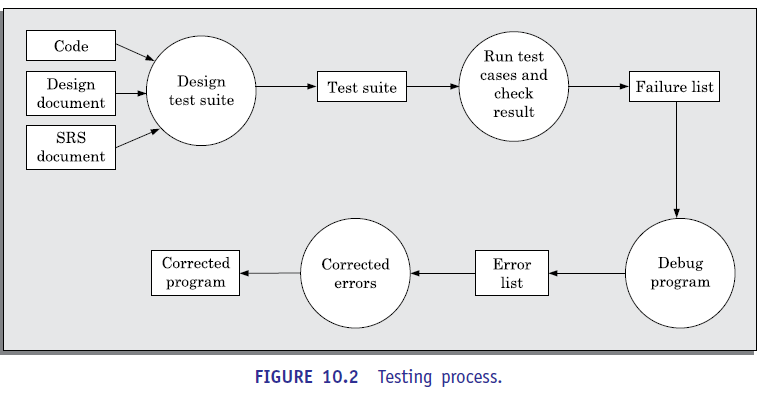 Code
Design
document
SRS
document
Design
test suite
Test suite
Run test
cases and
check
result
Failure list
Corrected
program
Corrected
errors
Error
list
Debug
program
FIGURE 10.2 Testing process.